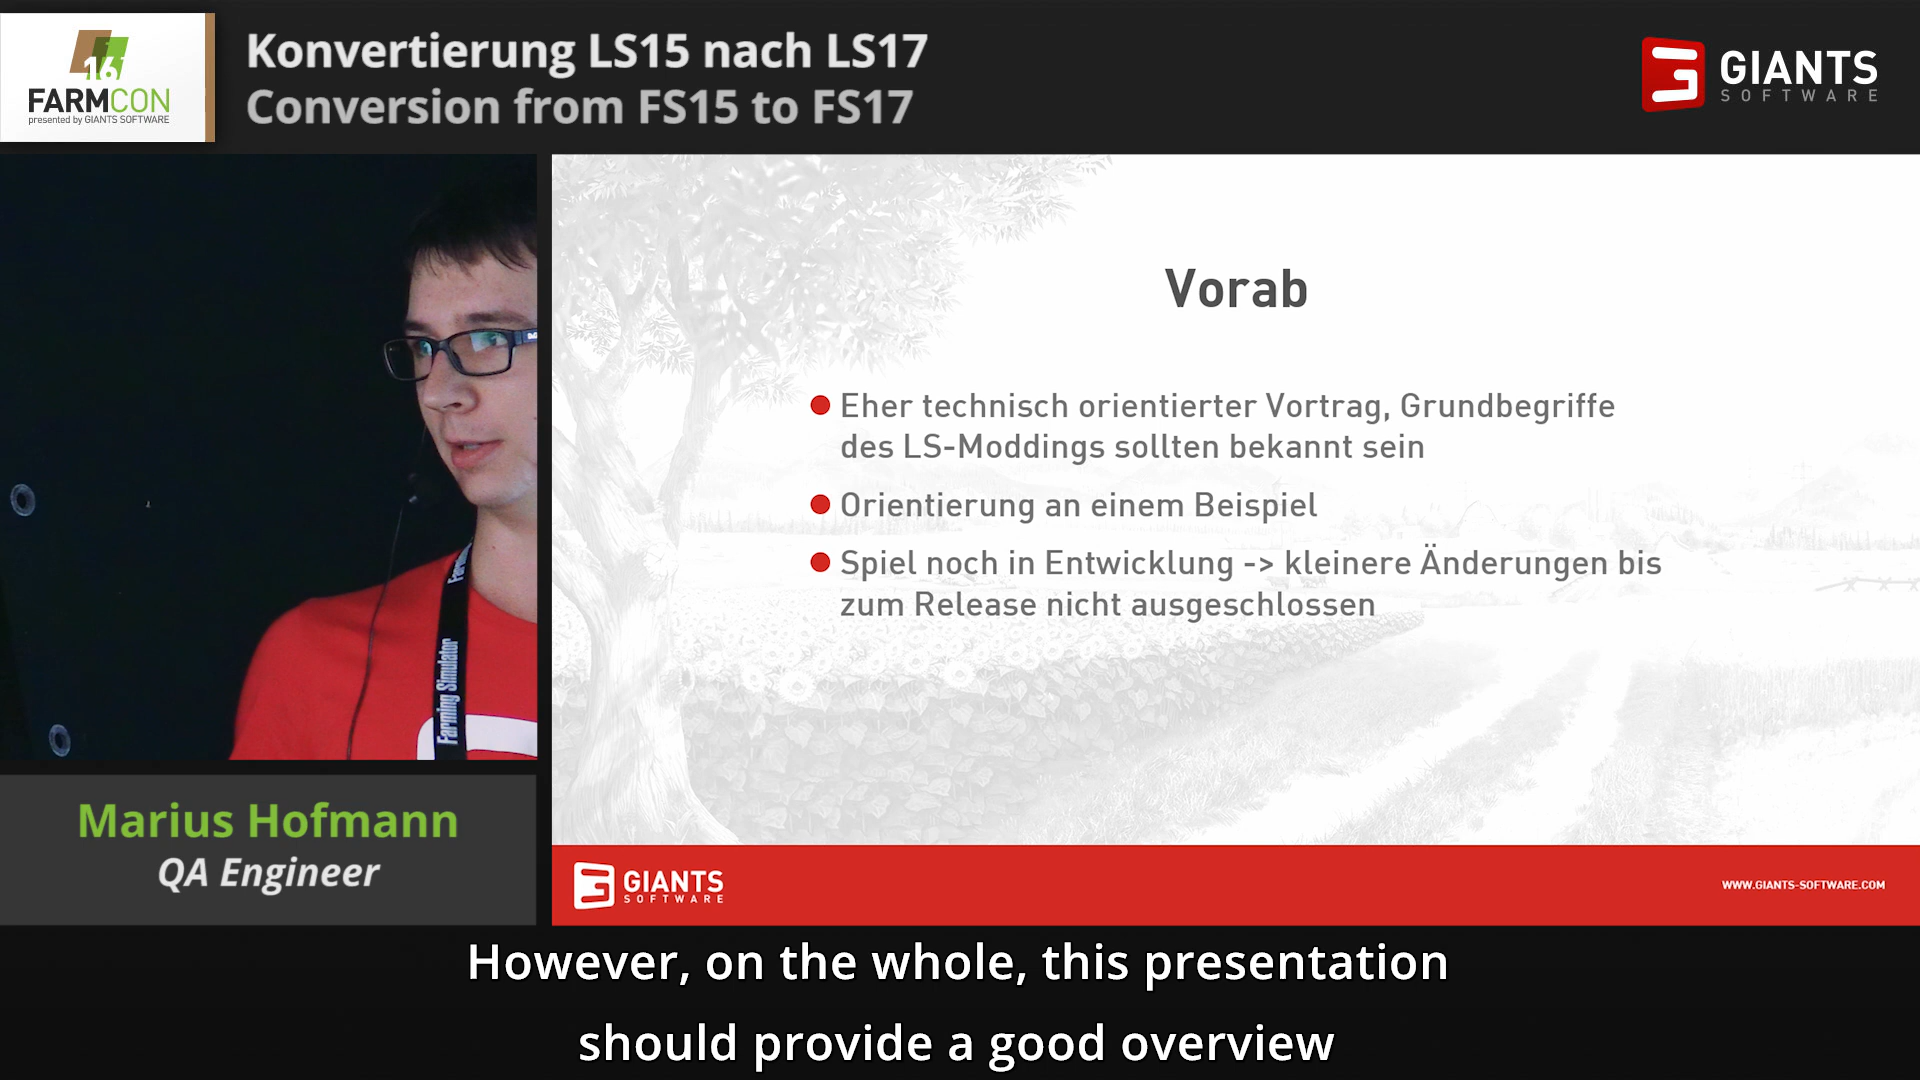 16
FARMCON
presented by GIANTS SOFTWARE
Konvertierung LS15 nach LS17
Conversion from FS15 to FS17
GIANTS
SOFTWARE
Vorab
Eher technisch orientierter Vortrag, Grundbegriffe
des LS-Moddings sollten bekannt sein
Orientierung an einem Beispiel
Spiel noch in Entwicklung -> kleinere Änderungen bis
zum Release nicht ausgeschlossen
Farming Simulator
Marius Hofmann
QA Engineer
GIANTS
SOFTWARE
WWW.GIANTS-SOFTWARE.COM
However, on the whole, this presentation
should provide a good overview